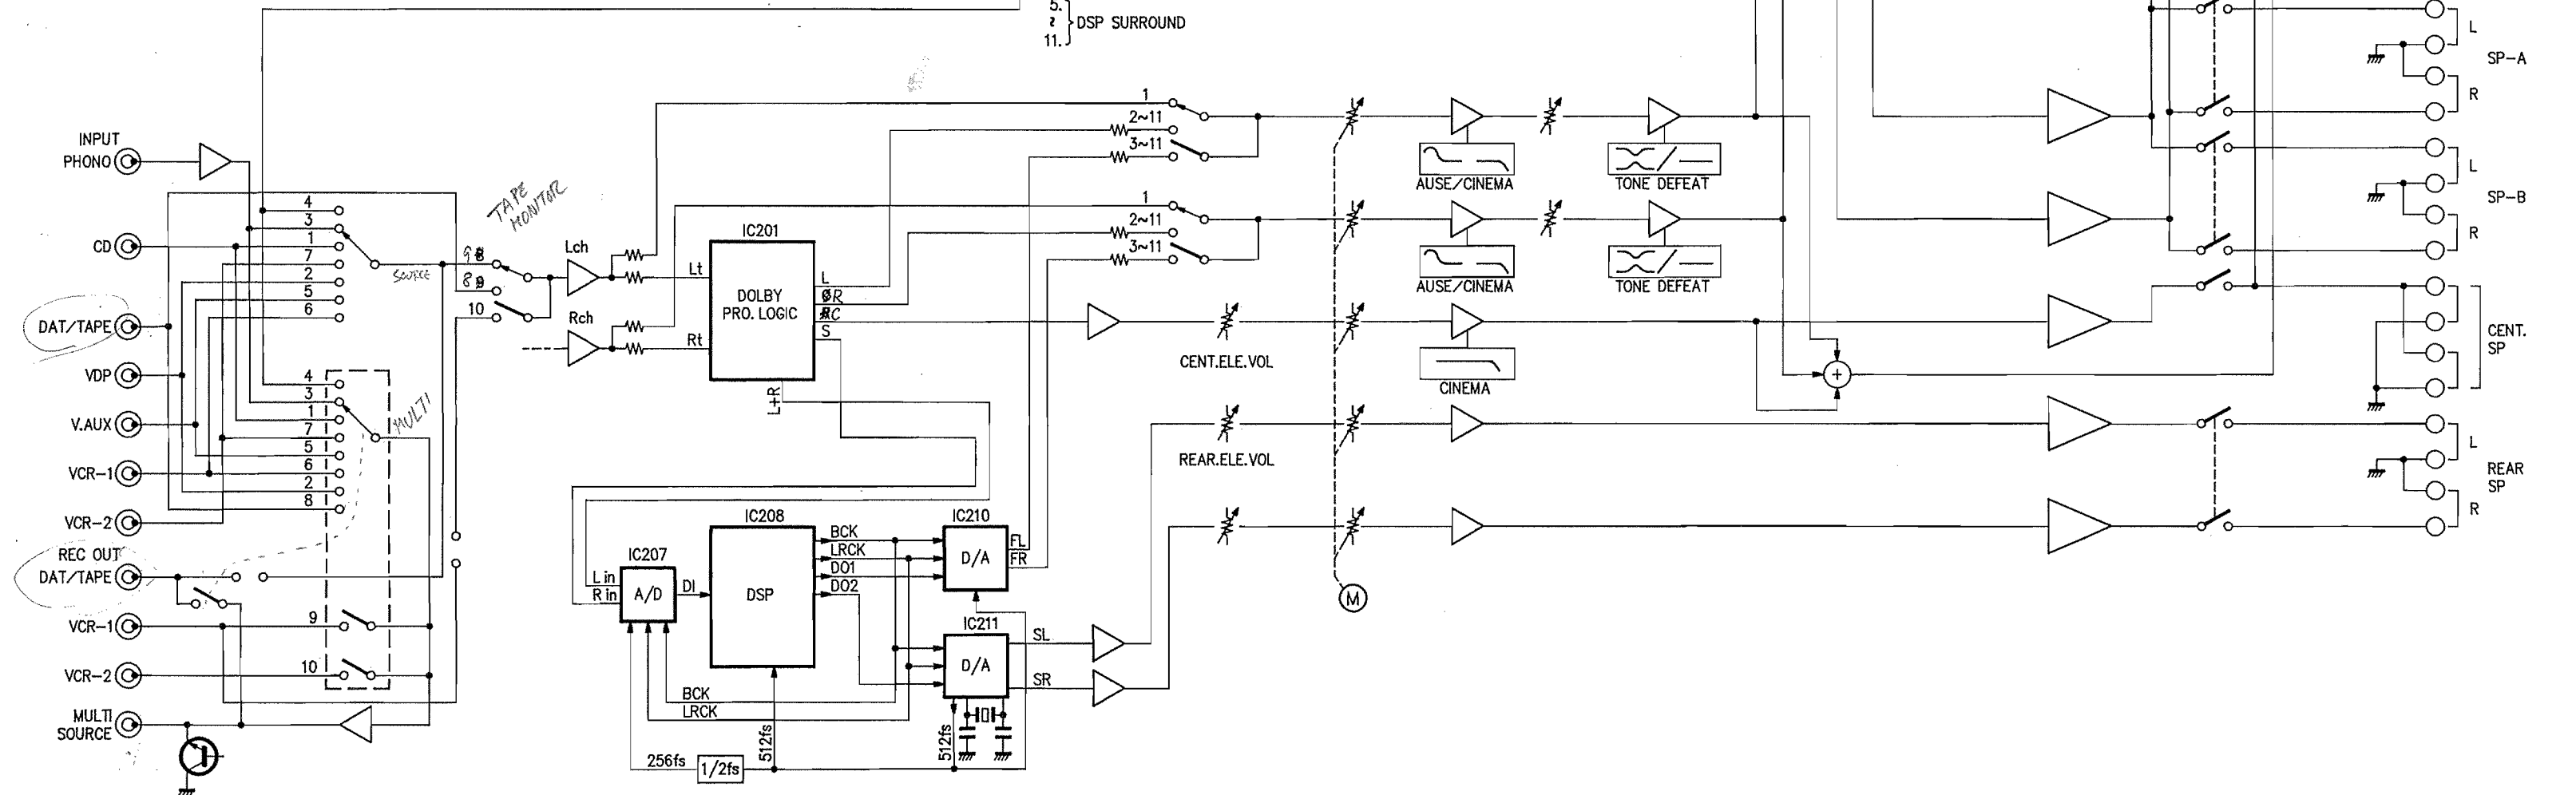 5.
≀ DSP SURROUND
11.
L
SP-A
R
INPUT
PHONO
1
2~11
3~11
AUSE/CINEMA
TONE DEFEAT
L
SP-B
R
TAPE
MONITOR
4
3
1
7
2
5
6
SOURCE
CD
9
8
10
Lch
Rch
Lt
Rt
IC201
DOLBY
PRO. LOGIC
L
R
C
S
L+R
1
2~11
3~11
AUSE/CINEMA
TONE DEFEAT
DAT/TAPE
VDP
V.AUX
VCR-1
VCR-2
4
3
1
7
5
6
2
8
MULTI
CENT.ELE.VOL
CINEMA
+
CENT.
SP
REAR.ELE.VOL
L
REAR
SP
R
REC OUT
DAT/TAPE
VCR-1
9
VCR-2
10
MULTI
SOURCE
IC207
L in
R in
A/D
DI
IC208
DSP
BCK
LRCK
DO1
DO2
IC210
D/A
FL
FR
M
IC211
D/A
SL
SR
BCK
LRCK
512fs
512fs
256fs
1/2fs